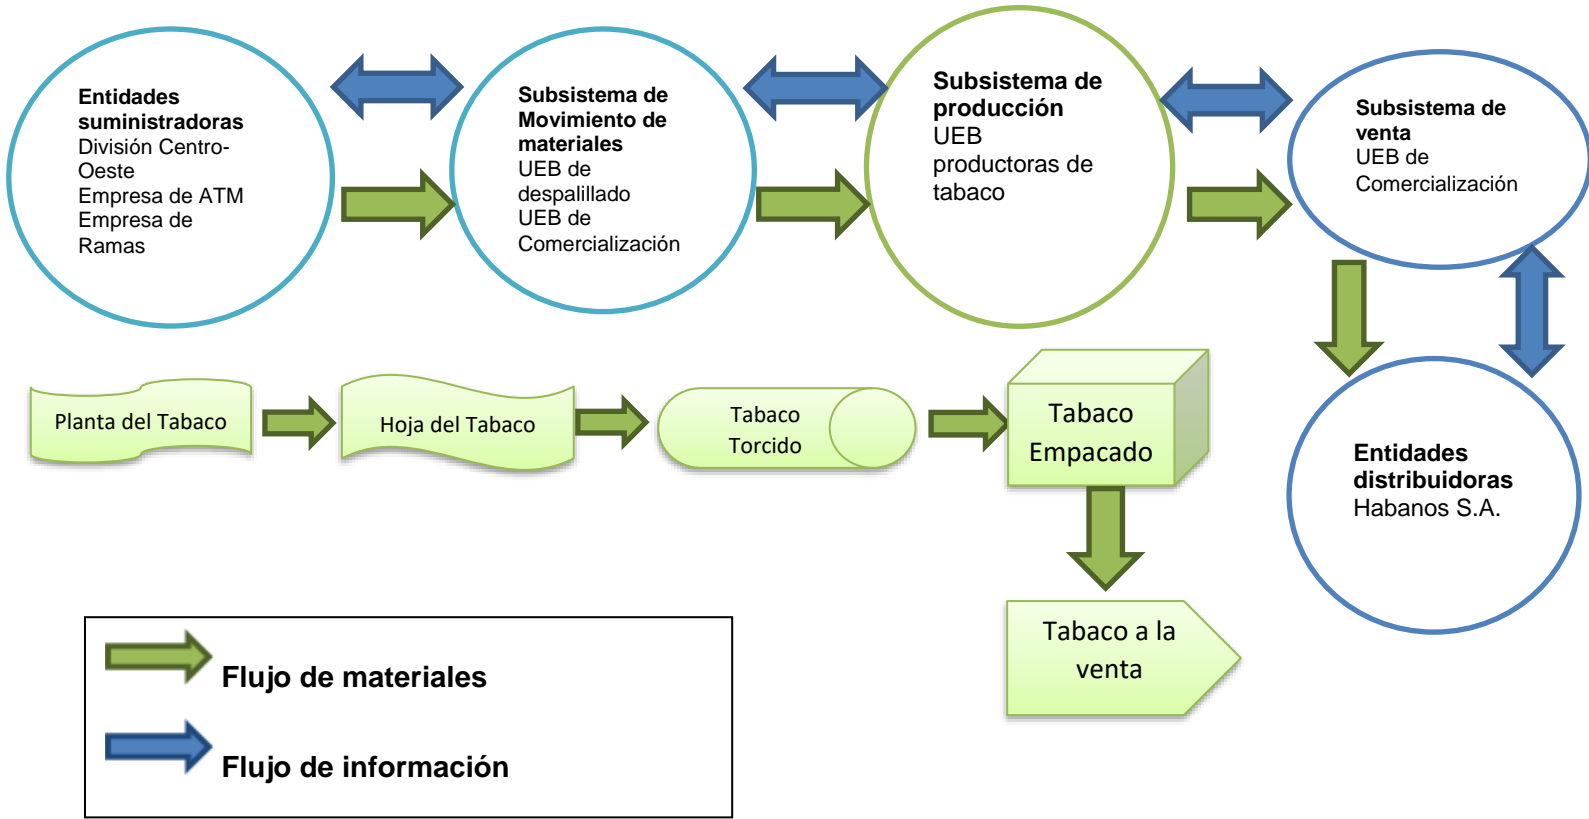 Entidades
suministradoras
División Centro-
Oeste
Empresa de ATM
Empresa de
Ramas
Subsistema de
Movimiento de
materiales
UEB de
despalillado
UEB de
Comercialización
Subsistema de
producción
UEB
productoras de
tabaco
Subsistema de
venta
UEB de
Comercialización
Planta del Tabaco
Hoja del Tabaco
Tabaco
Torcido
Tabaco
Empacado
Entidades
distribuidoras
Habanos S.A.
Tabaco a la
venta
Flujo de materiales
Flujo de información